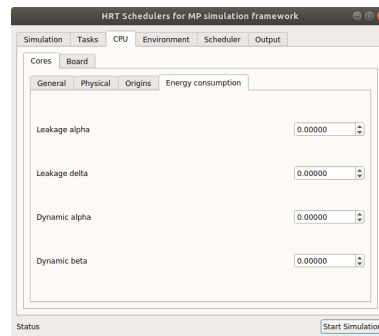 HRT Schedulers for MP simulation framework
Simulation Tasks CPU Environment Scheduler Output
Cores Board
General Physical Origins Energy consumption
Leakage alpha 0.00000
Leakage delta 0.00000
Dynamic alpha 0.00000
Dynamic beta 0.00000
Status Start Simulation